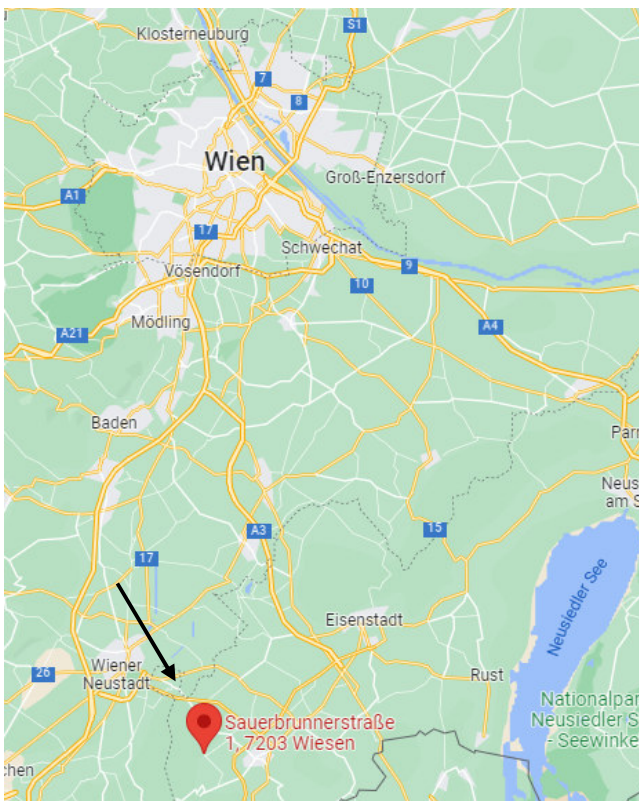 Klosterneuburg
S1
7
8
Wien
Groß-Enzersdorf
A1
17
Schwechat
9
Vösendorf
10
Mödling
A21
A4
Baden
Parn
Neus
am S
A3
15
17
Neusiedler See
Eisenstadt
Wiener
Neustadt
26
Rust
Nationalpar
Neusiedler S
- Seewinke
Sauerbrunnerstraße
1, 7203 Wiesen
chen